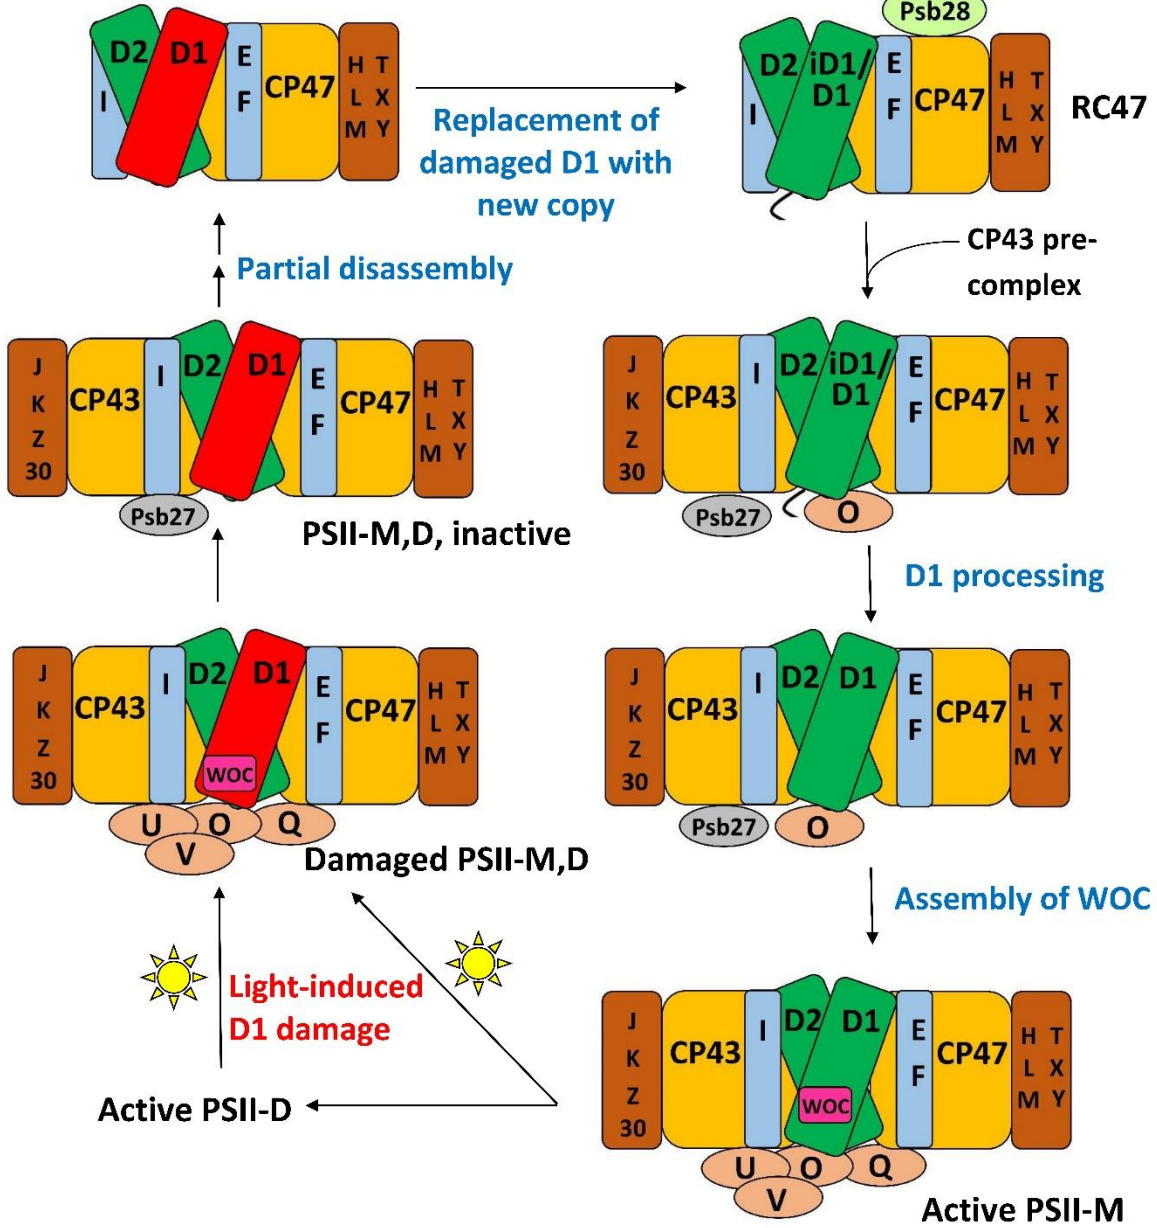 Psb28
D2 D1 E
F
I
CP47
H T
L X
M Y
Replacement of
damaged D1 with
new copy
D2 iD1/
D1
E
F
I
CP47
H T
L X
M Y
RC47
Partial disassembly
CP43 pre-
complex
J
K
Z
30
CP43
I
D2
D1
E
F
CP47
H T
L X
M Y
Psb27
PSII-M,D, inactive
J
K
Z
30
CP43
I
D2
iD1/
D1
E
F
CP47
H T
L X
M Y
Psb27
O
D1 processing
J
K
Z
30
CP43
I
D2
D1
E
F
CP47
H T
L X
M Y
WOC
U O Q
V
Damaged PSII-M,D
J
K
Z
30
CP43
I
D2
D1
E
F
CP47
H T
L X
M Y
Psb27
O
Assembly of WOC
Light-induced
D1 damage
Active PSII-D
J
K
Z
30
CP43
I
D2
D1
E
F
CP47
H T
L X
M Y
WOC
U O Q
V
Active PSII-M